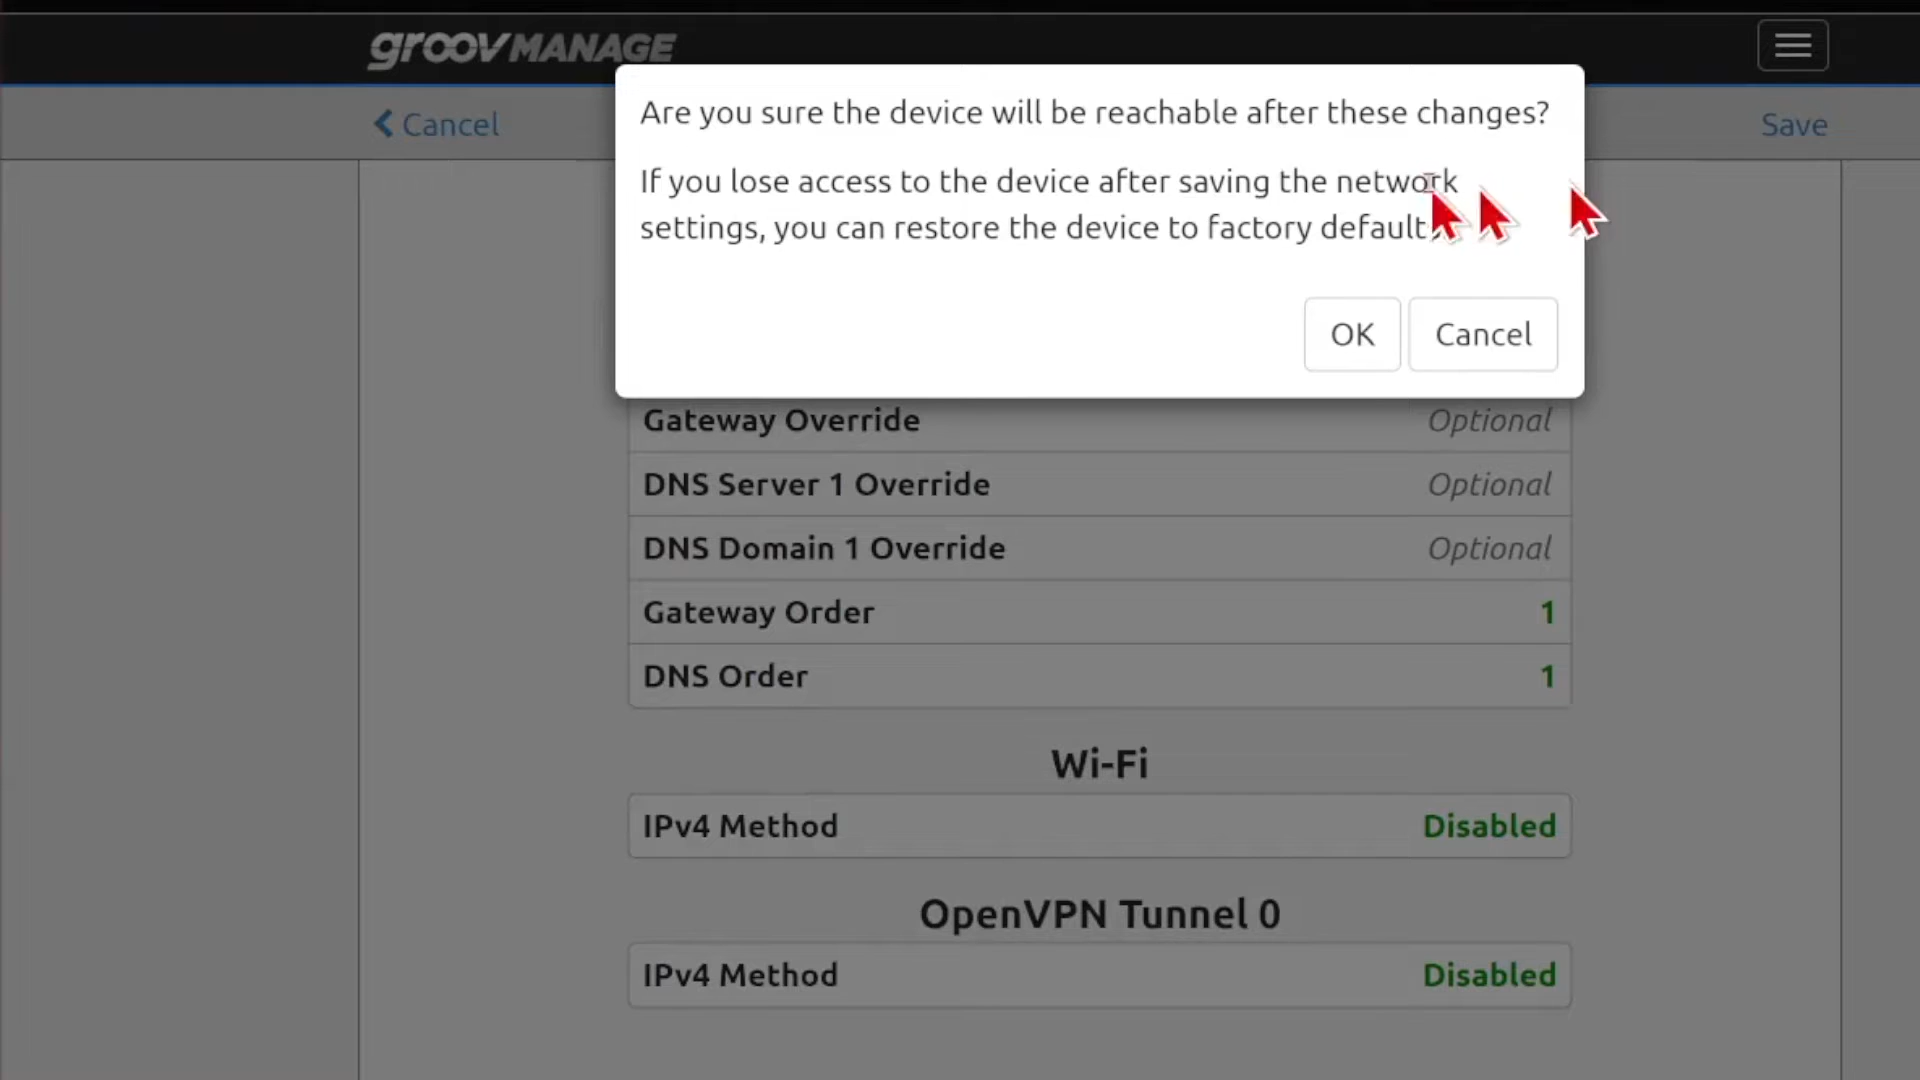 groov MANAGE
Cancel
Save
Are you sure the device will be reachable after these changes?
If you lose access to the device after saving the network
settings, you can restore the device to factory default
OK
Cancel
Gateway Override
Optional
DNS Server 1 Override
Optional
DNS Domain 1 Override
Optional
Gateway Order
1
DNS Order
1
Wi-Fi
IPv4 Method
Disabled
OpenVPN Tunnel 0
IPv4 Method
Disabled